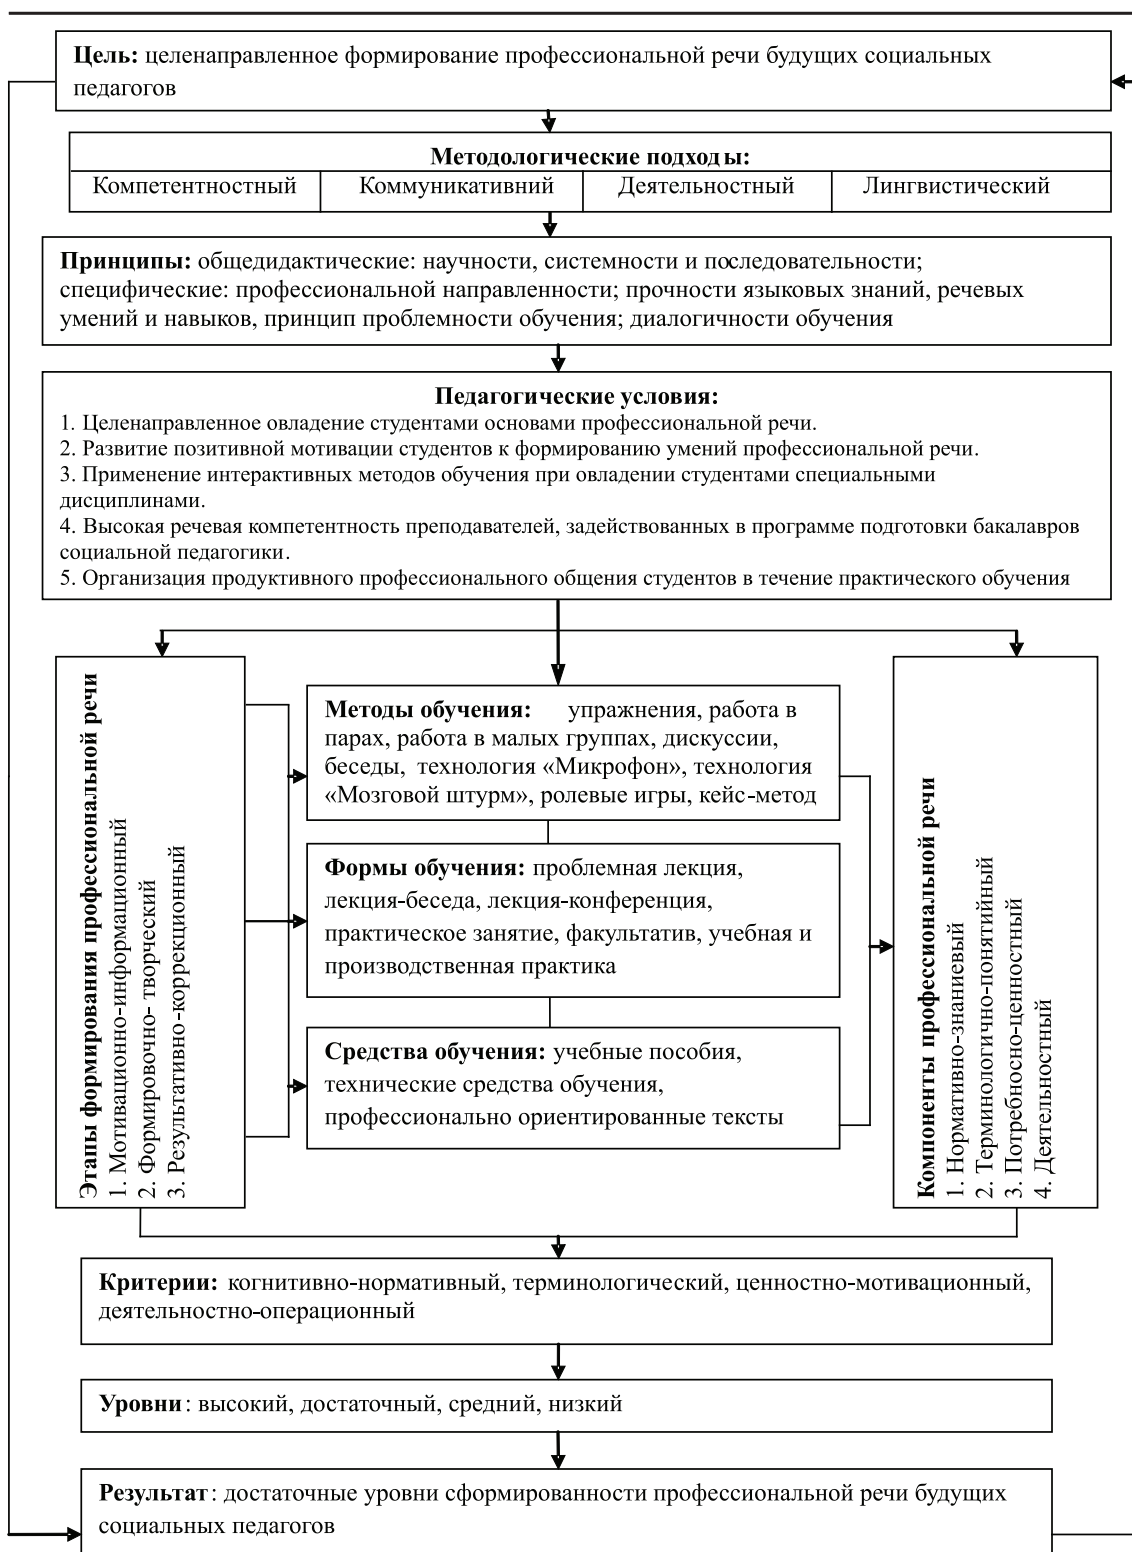 Цель: целенаправленное формирование профессиональной речи будущих социальных
педагогов
Методологические подходы:
Компетентностный
Коммуникативний
Деятельностный
Лингвистический
Принципы: общедидактические: научности, системности и последовательности;
специфические: профессиональной направленности; прочности языковых знаний, речевых
умений и навыков, принцип проблемности обучения; диалогичности обучения
Педагогические условия:
1. Целенаправленное овладение студентами основами профессиональной речи.
2. Развитие позитивной мотивации студентов к формированию умений профессиональной речи.
3. Применение интерактивных методов обучения при овладении студентами специальными
дисциплинами.
4. Высокая речевая компетентность преподавателей, задействованных в программе подготовки бакалавров
социальной педагогики.
5. Организация продуктивного профессионального общения студентов в течение практического обучения
Этапы формирования профессиональной речи
1. Мотивационно-информационный
2. Формировочно- творческий
3. Результативно-коррекционный
Методы обучения: упражнения, работа в
парах, работа в малых группах, дискуссии,
беседы, технология «Микрофон», технология
«Мозговой штурм», ролевые игры, кейс-метод
Формы обучения: проблемная лекция,
лекция-беседа, лекция-конференция,
практическое занятие, факультатив, учебная и
производственная практика
Средства обучения: учебные пособия,
технические средства обучения,
профессионально ориентированные тексты
Компоненты профессиональной речи
1. Нормативно-знаниевый
2. Терминологично-понятийный
3. Потребносно-ценностный
4. Деятельностный
Критерии: когнитивно-нормативный, терминологический, ценностно-мотивационный,
деятельностно-операционный
Уровни: высокий, достаточный, средний, низкий
Результат: достаточные уровни сформированности профессиональной речи будущих
социальных педагогов